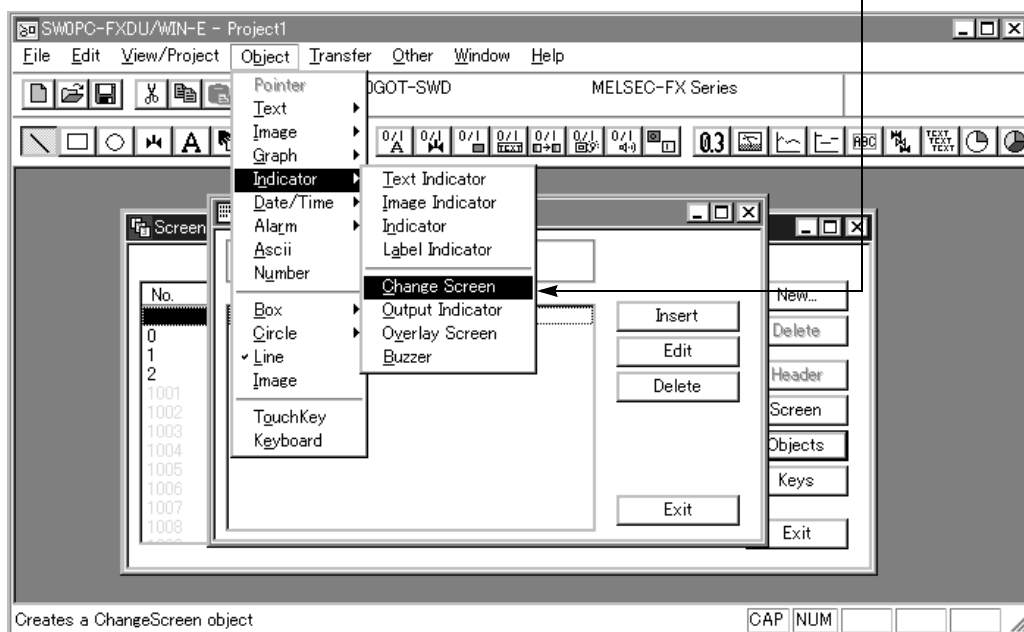 SW0PC-FXDU/WIN-E - Project1
File Edit View/Project Object Transfer Other Window Help
0GOT-SWD MELSEC-FX Series
Pointer
Text
Image
Graph
Indicator
Date/Time
Alarm
Ascii
Number
Box
Circle
Line
Image
TouchKey
Keyboard
Text Indicator
Image Indicator
Indicator
Label Indicator
Change Screen
Output Indicator
Overlay Screen
Buzzer
Screen
No.
0
1
2
1001
1002
1003
1004
1005
1006
1007
1008
Insert
Edit
Delete
Exit
New...
Delete
Header
Screen
Objects
Keys
Exit
Creates a ChangeScreen object
CAP NUM